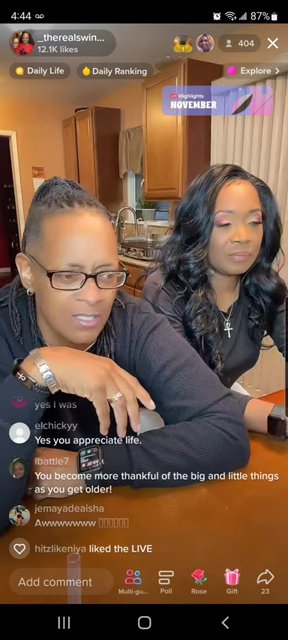 4:44
87%
_therealswin...
12.1K likes
404
Daily Life
Daily Ranking
Explore >
Highlights
NOVEMBER
yes I was
elchickyy
Yes you appreciate life.
lbattle7
You become more thankful of the big and little things
as you get older!
jemayadeaisha
Awwwwwww
hitzlikeniya liked the LIVE
Add comment
Multi-gu...
Poll
Rose
Gift
23